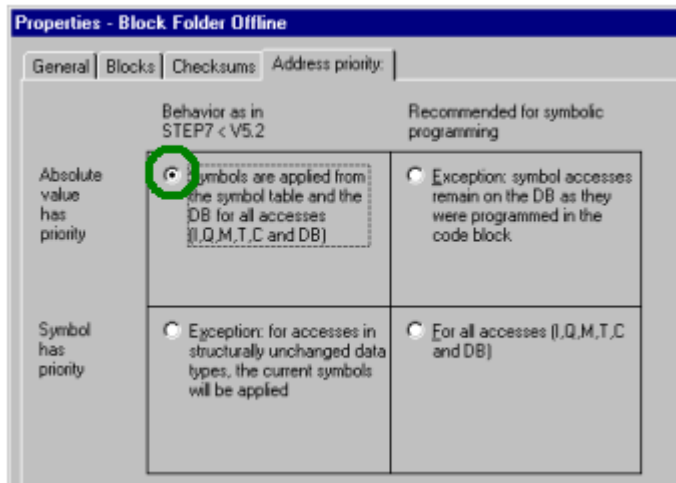 Properties - Block Folder Offline
General Blocks Checksums Address priority:
Behavior as in
STEP7 < V5.2
Recommended for symbolic
programming
Absolute
value
has
priority
Symbols are applied from
the symbol table and the
DB for all accesses
(I,Q,M,T,C and DB)
Exception: symbol accesses
remain on the DB as they
were programmed in the
code block
Symbol
has
priority
Exception: for accesses in
structurally unchanged data
types, the current symbols
will be applied
For all accesses (I,Q,M,T,C
and DB)